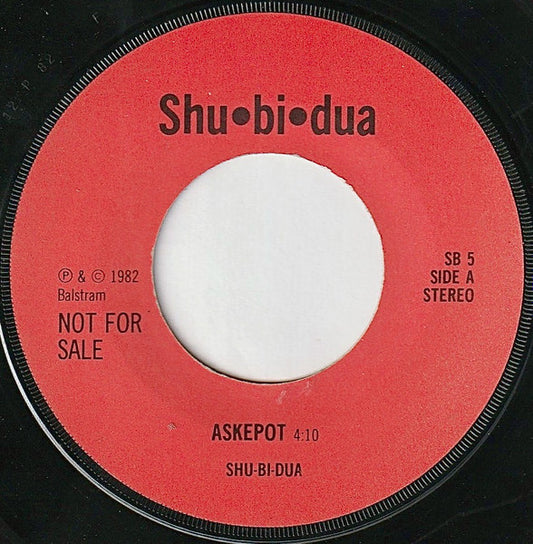 Shu•bi•dua
℗ & © 1982
Balstram
NOT FOR
SALE
SB 5
SIDE A
STEREO
ASKEPOT 4:10
SHU-BI-DUA